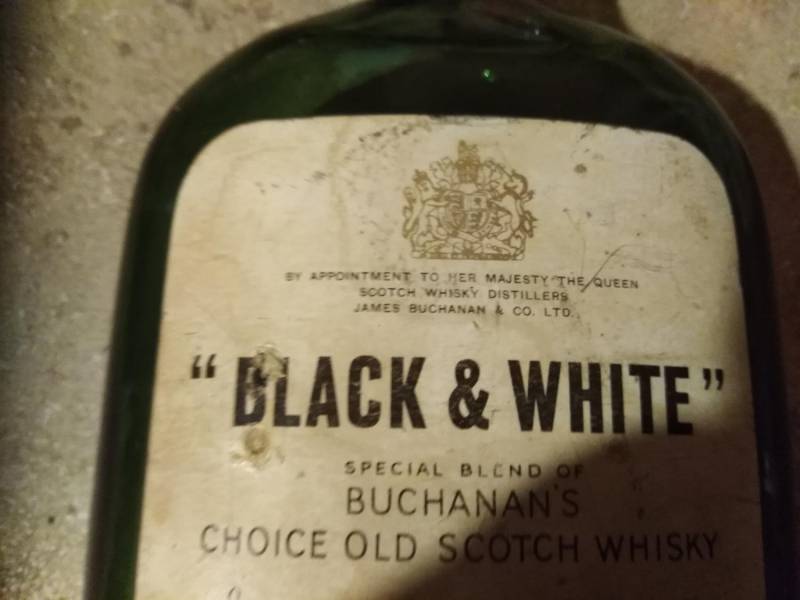 BY APPOINTMENT TO HER MAJESTY THE QUEEN
SCOTCH WHISKY DISTILLERS
JAMES BUCHANAN & CO. LTD.
"BLACK & WHITE"
SPECIAL BLEND OF
BUCHANAN'S
CHOICE OLD SCOTCH WHISKY